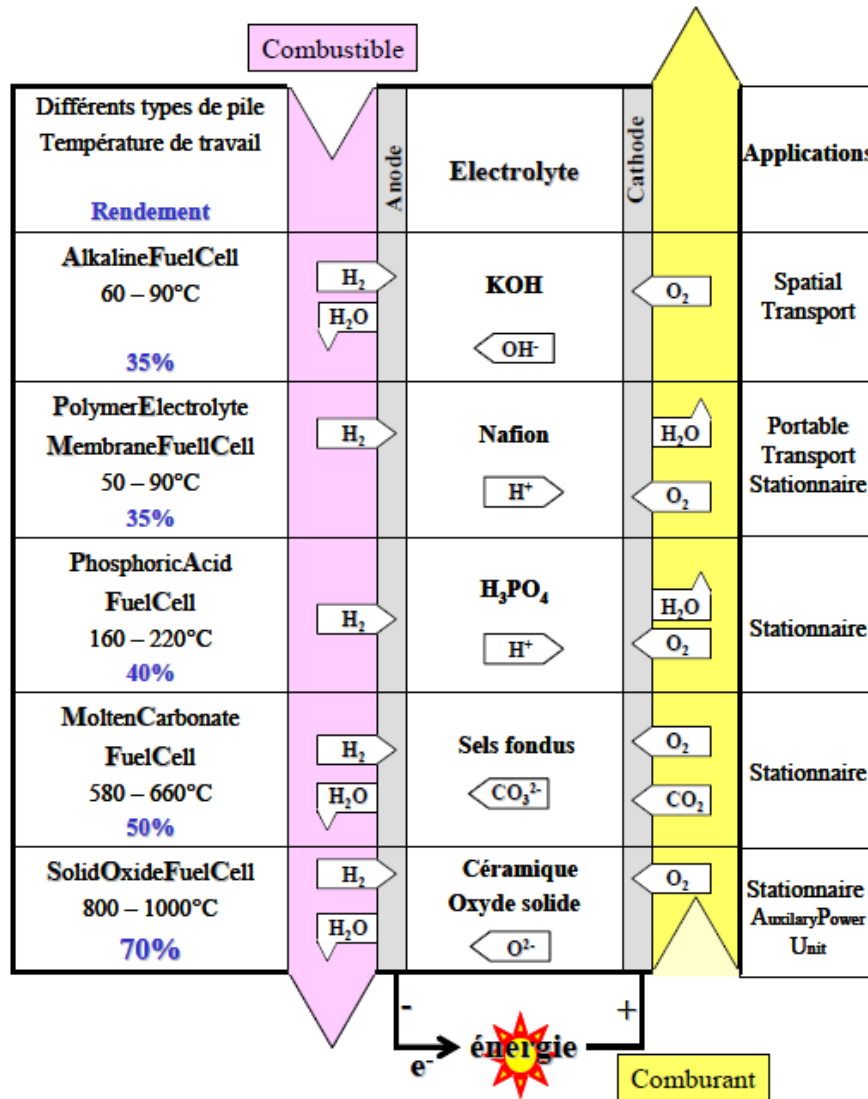 Combustible
Différents types de pile
Température de travail
Rendement
Anode
Electrolyte
Cathode
Applications
AlkalineFuelCell
60 – 90°C
35%
H₂
H₂O
KOH
OH⁻
O₂
Spatial
Transport
PolymerElectrolyte
MembraneFuellCell
50 – 90°C
35%
H₂
Nafion
H⁺
H₂O
O₂
Portable
Transport
Stationnaire
PhosphoricAcid
FuelCell
160 – 220°C
40%
H₂
H₃PO₄
H⁺
H₂O
O₂
Stationnaire
MoltenCarbonate
FuelCell
580 – 660°C
50%
H₂
H₂O
Sels fondus
CO₃²⁻
O₂
CO₂
Stationnaire
SolidOxideFuelCell
800 – 1000°C
70%
H₂
H₂O
Céramique
Oxyde solide
O²⁻
O₂
Stationnaire
AuxilaryPower
Unit
-
+
e⁻
énergie
Comburant